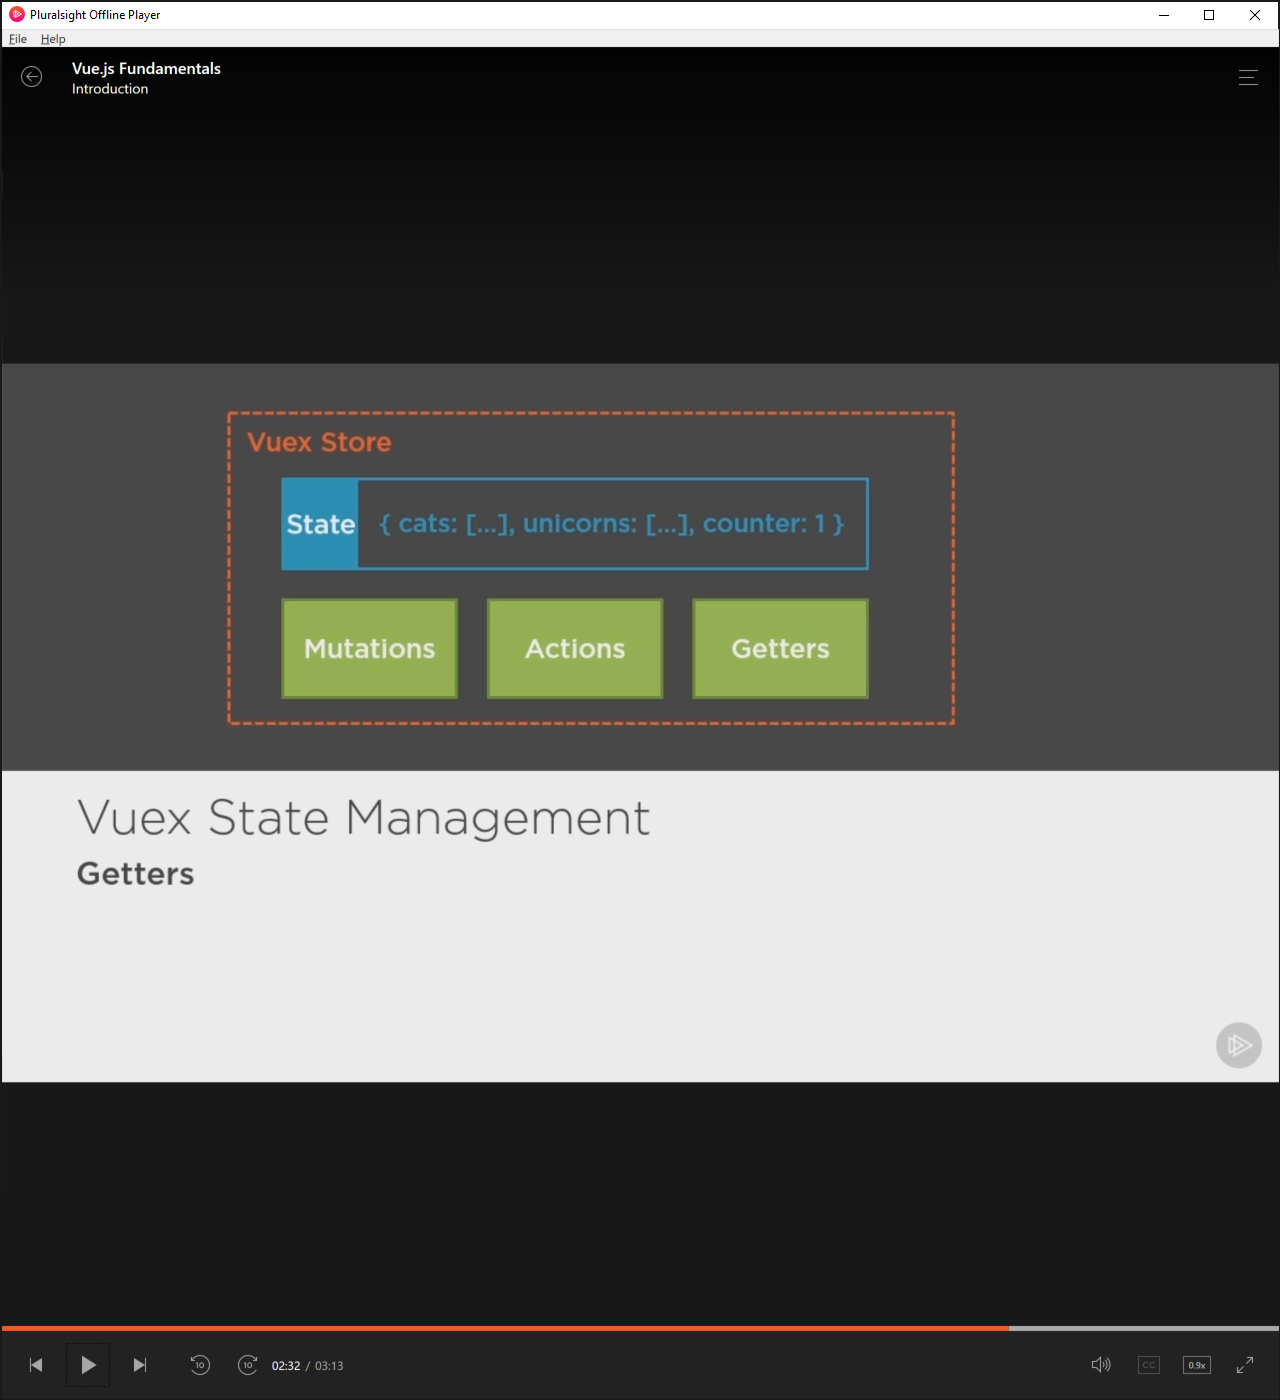 Pluralsight Offline Player
File Help
Vue.js Fundamentals
Introduction
Vuex Store
State { cats: [...], unicorns: [...], counter: 1 }
Mutations Actions Getters
Vuex State Management
Getters
10 10 02:32 / 03:13 CC 0.9x